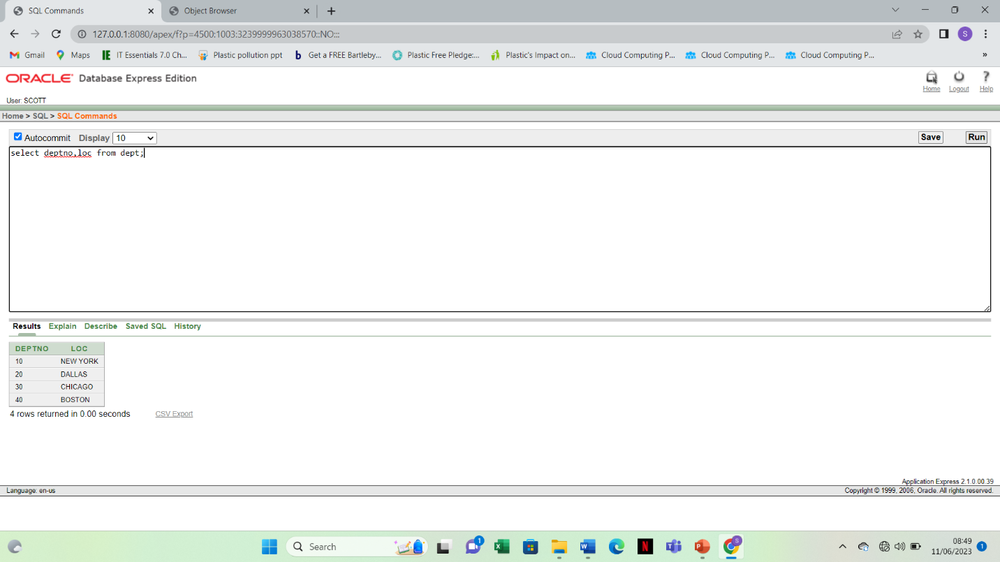 SQL Commands
Object Browser
127.0.0.1:8080/apex/f?p=4500:1003:3239999963038570::NO:::
S
Gmail
Maps
IE
IT Essentials 7.0 Ch...
Plastic pollution ppt
b
Get a FREE Bartleby...
Plastic Free Pledge:...
Plastic's Impact on...
Cloud Computing P...
Cloud Computing P...
Cloud Computing P...
»
ORACLE Database Express Edition
Home
Logout
Help
User: SCOTT
Home > SQL > SQL Commands
Autocommit Display 10
Save
Run
select deptno,loc from dept;
Results Explain Describe Saved SQL History
DEPTNO LOC
10 NEW YORK
20 DALLAS
30 CHICAGO
40 BOSTON
4 rows returned in 0.00 seconds
CSV Export
Application Express 2.1.0.00.39
Language: en-us
Copyright © 1999, 2006, Oracle. All rights reserved.
Search
1
N
S
08:49
11/06/2023
1